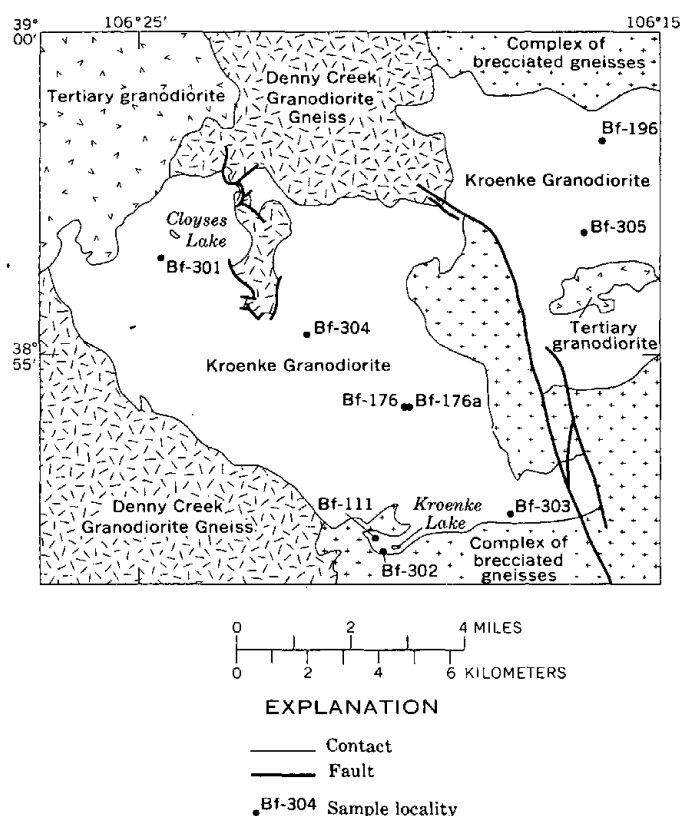 39°
00′
106°25′
106°15′
Complex of
brecciated gneisses
Denny Creek
Granodiorite
Gneiss
Tertiary granodiorite
Bf-196
Kroenke Granodiorite
Cloyses
Lake
Bf-305
Bf-301
Bf-304
Tertiary
granodiorite
38°
55′
Kroenke Granodiorite
Bf-176
Bf-176a
Denny Creek
Granodiorite Gneiss
Bf-111
Kroenke
Lake
Bf-303
Complex of
brecciated
gneisses
Bf-302
0 2 4 MILES
0 2 4 6 KILOMETERS
EXPLANATION
Contact
Fault
Bf-304 Sample locality